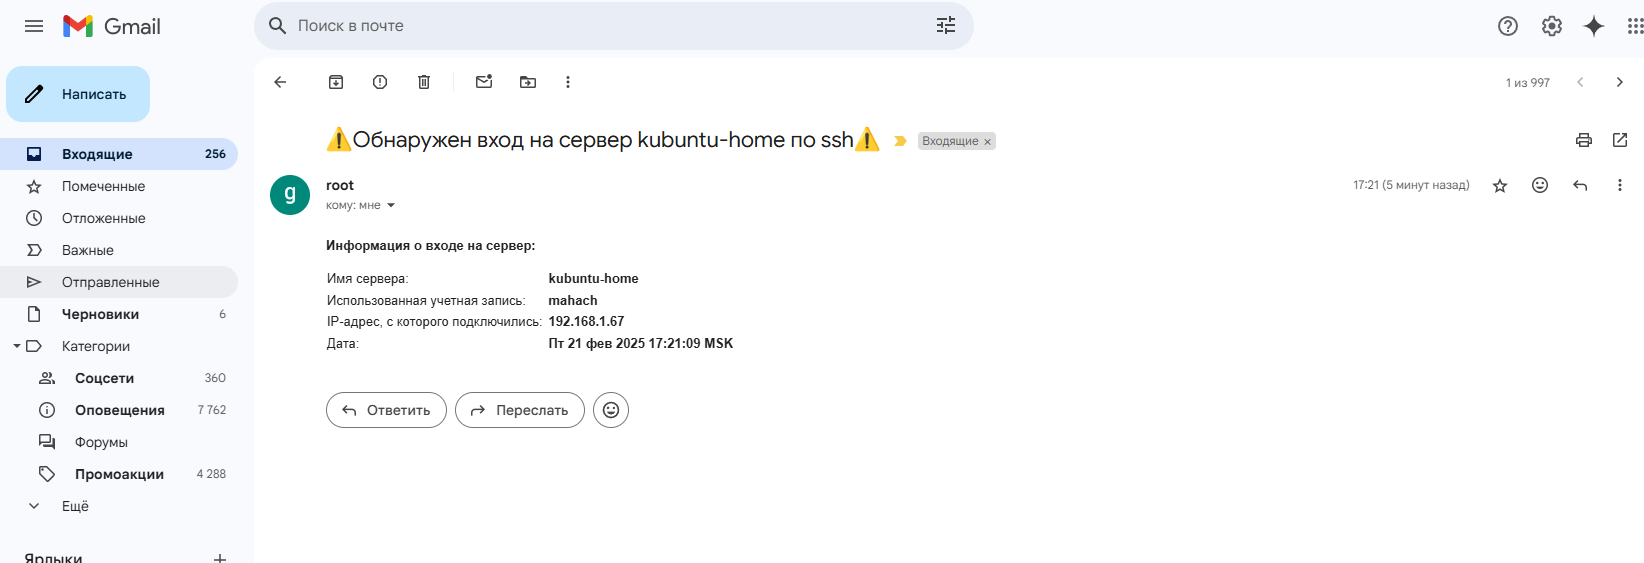 Gmail
Поиск в почте
Написать
1 из 997
Входящие 256
Помеченные
Отложенные
Важные
Отправленные
Черновики 6
Категории
Соцсети 360
Оповещения 7 762
Форумы
Промоакции 4 288
Ещё
Ярлыки
⚠️Обнаружен вход на сервер kubuntu-home по ssh⚠️ Входящие ×
g
root
17:21 (5 минут назад)
кому: мне
Информация о входе на сервер:
Имя сервера: kubuntu-home
Использованная учетная запись: mahach
IP-адрес, с которого подключились: 192.168.1.67
Дата: Пт 21 фев 2025 17:21:09 MSK
Ответить Переслать